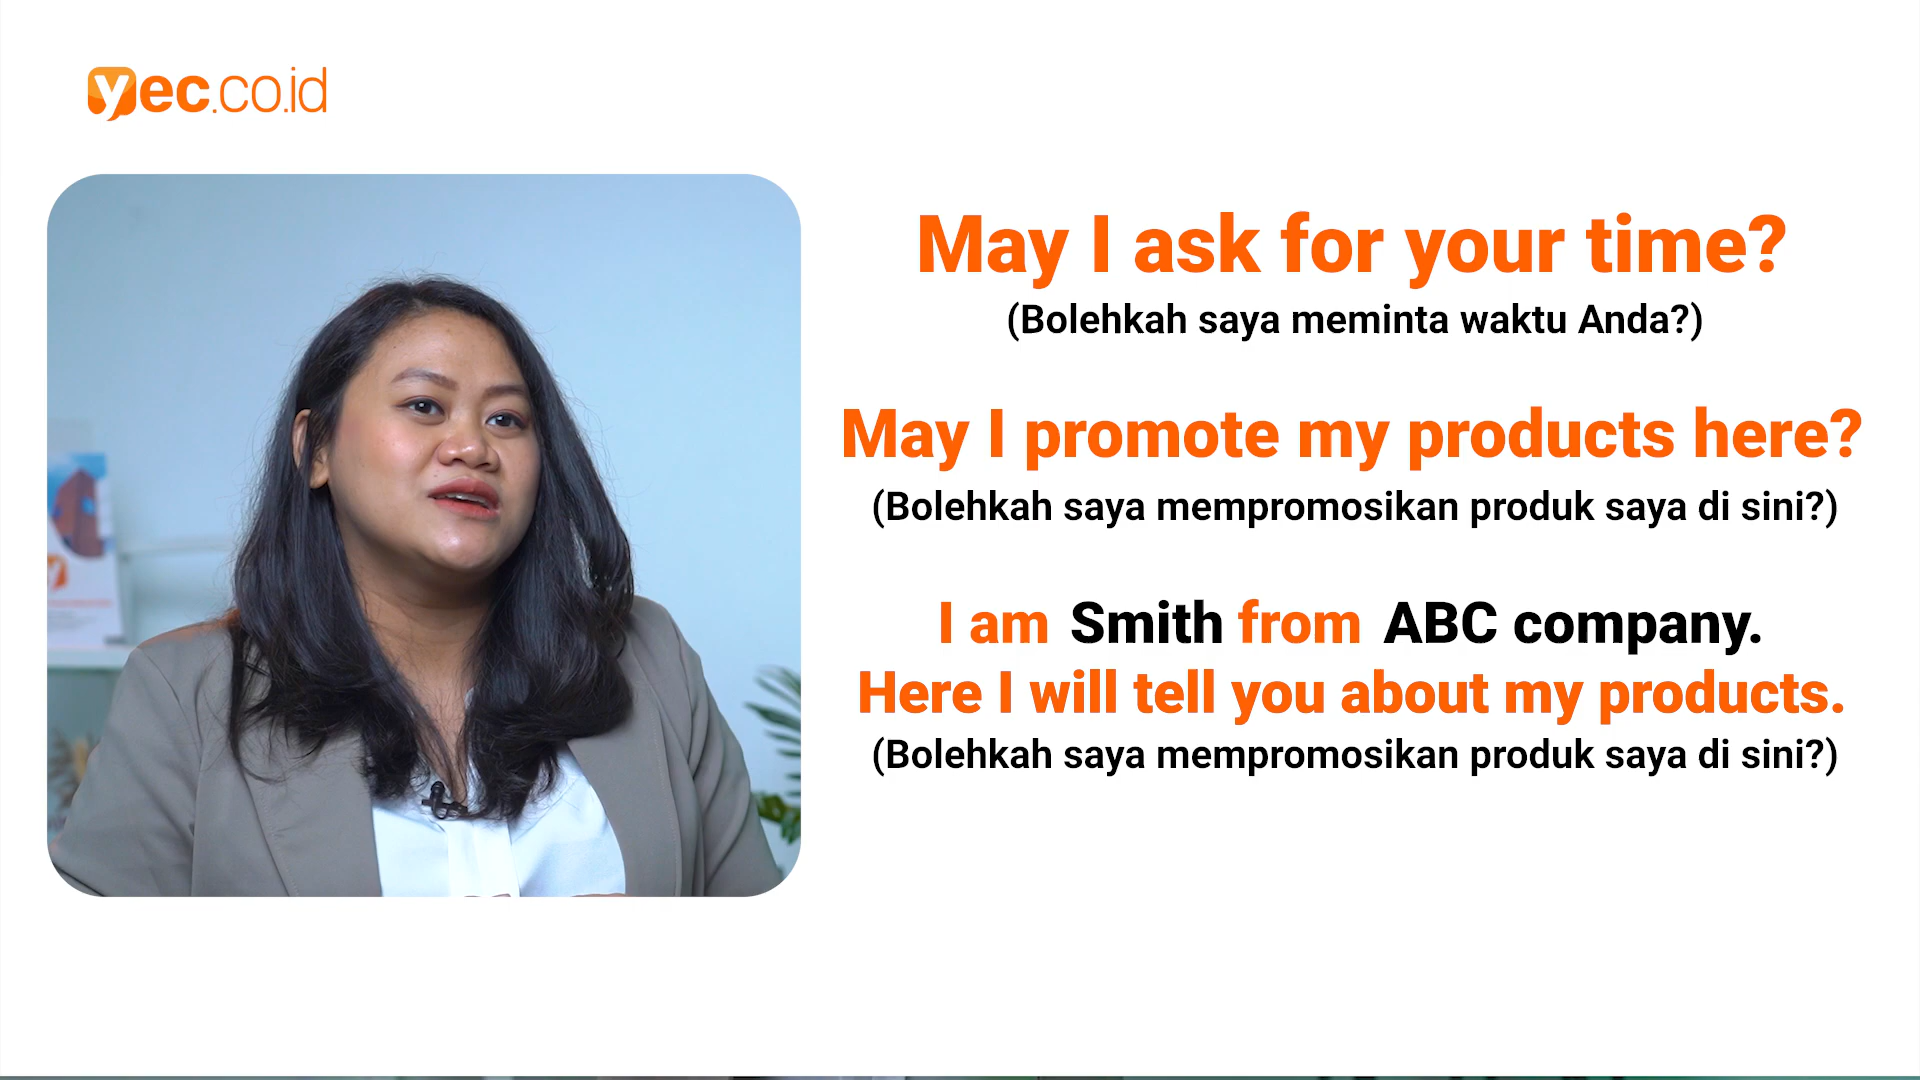 yec.co.id
May I ask for your time?
(Bolehkah saya meminta waktu Anda?)
May I promote my products here?
(Bolehkah saya mempromosikan produk saya di sini?)
I am Smith from ABC company.
Here I will tell you about my products.
(Bolehkah saya mempromosikan produk saya di sini?)